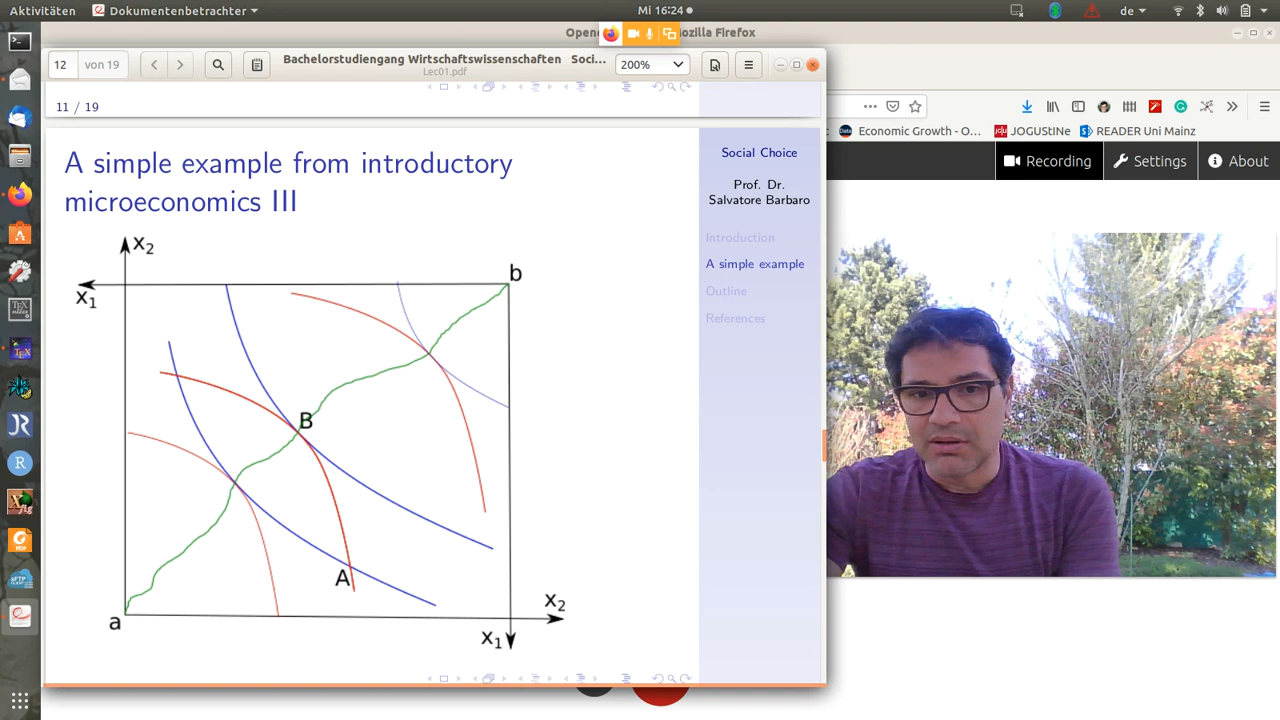 Aktivitäten
Dokumentenbetrachter
Mi 16:24
de
12
von 19
Bachelorstudiengang Wirtschaftswissenschaften Soci...
Lec01.pdf
200%
11 / 19
A simple example from introductory
microeconomics III
x2
x1
b
B
A
a
x2
x1
Social Choice
Prof. Dr.
Salvatore Barbaro
Introduction
A simple example
Outline
References
Economic Growth - O...
JOGUStINe
READER Uni Mainz
Recording
Settings
About